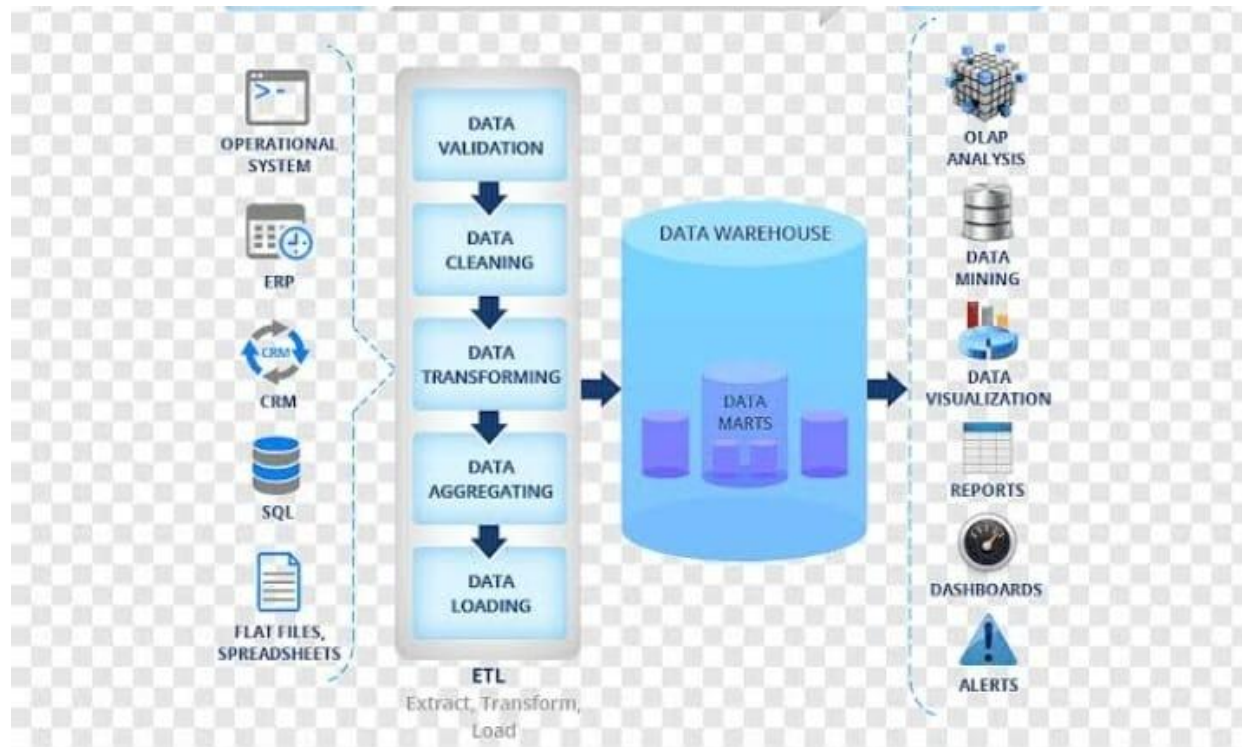 >-
OPERATIONAL
SYSTEM
ERP
CRM
CRM
SQL
FLAT FILES,
SPREADSHEETS
DATA
VALIDATION
DATA
CLEANING
DATA
TRANSFORMING
DATA
AGGREGATING
DATA
LOADING
ETL
Extract, Transform,
Load
DATA WAREHOUSE
DATA
MARTS
OLAP
ANALYSIS
DATA
MINING
DATA
VISUALIZATION
REPORTS
DASHBOARDS
ALERTS